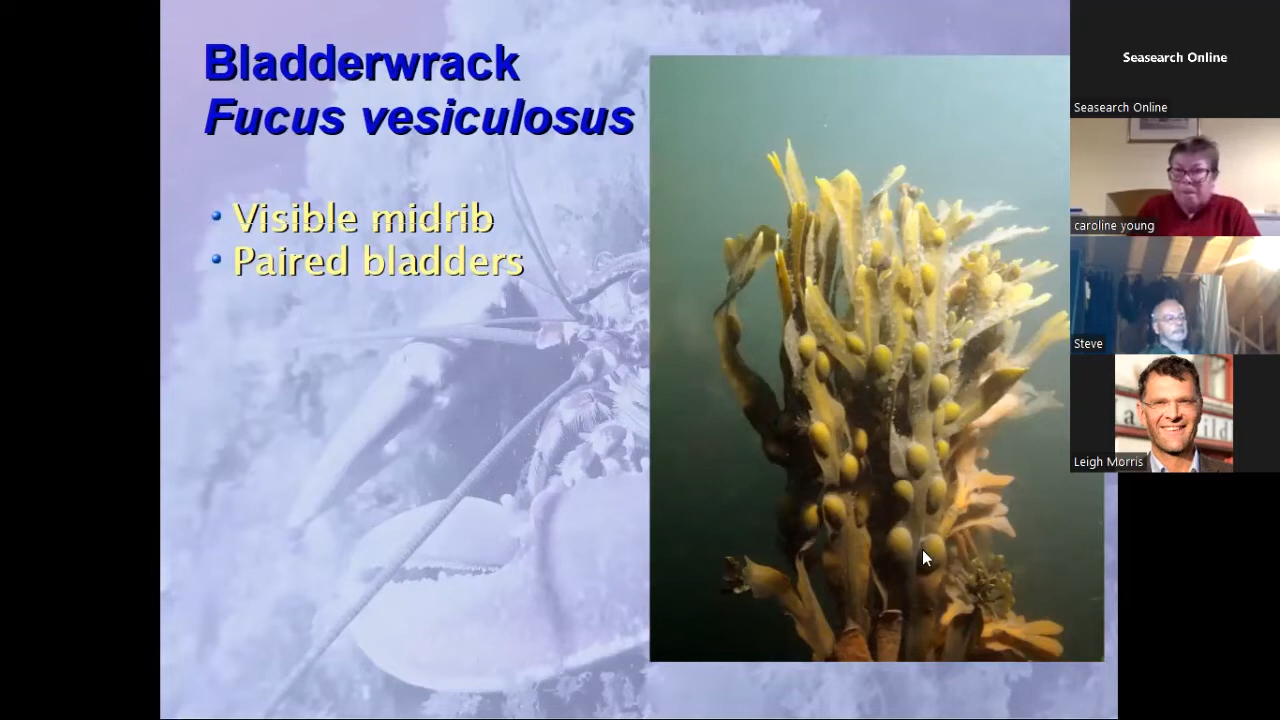 Bladderwrack
Fucus vesiculosus
• Visible midrib
• Paired bladders
Seasearch Online
Seasearch Online
caroline young
Steve
Leigh Morris